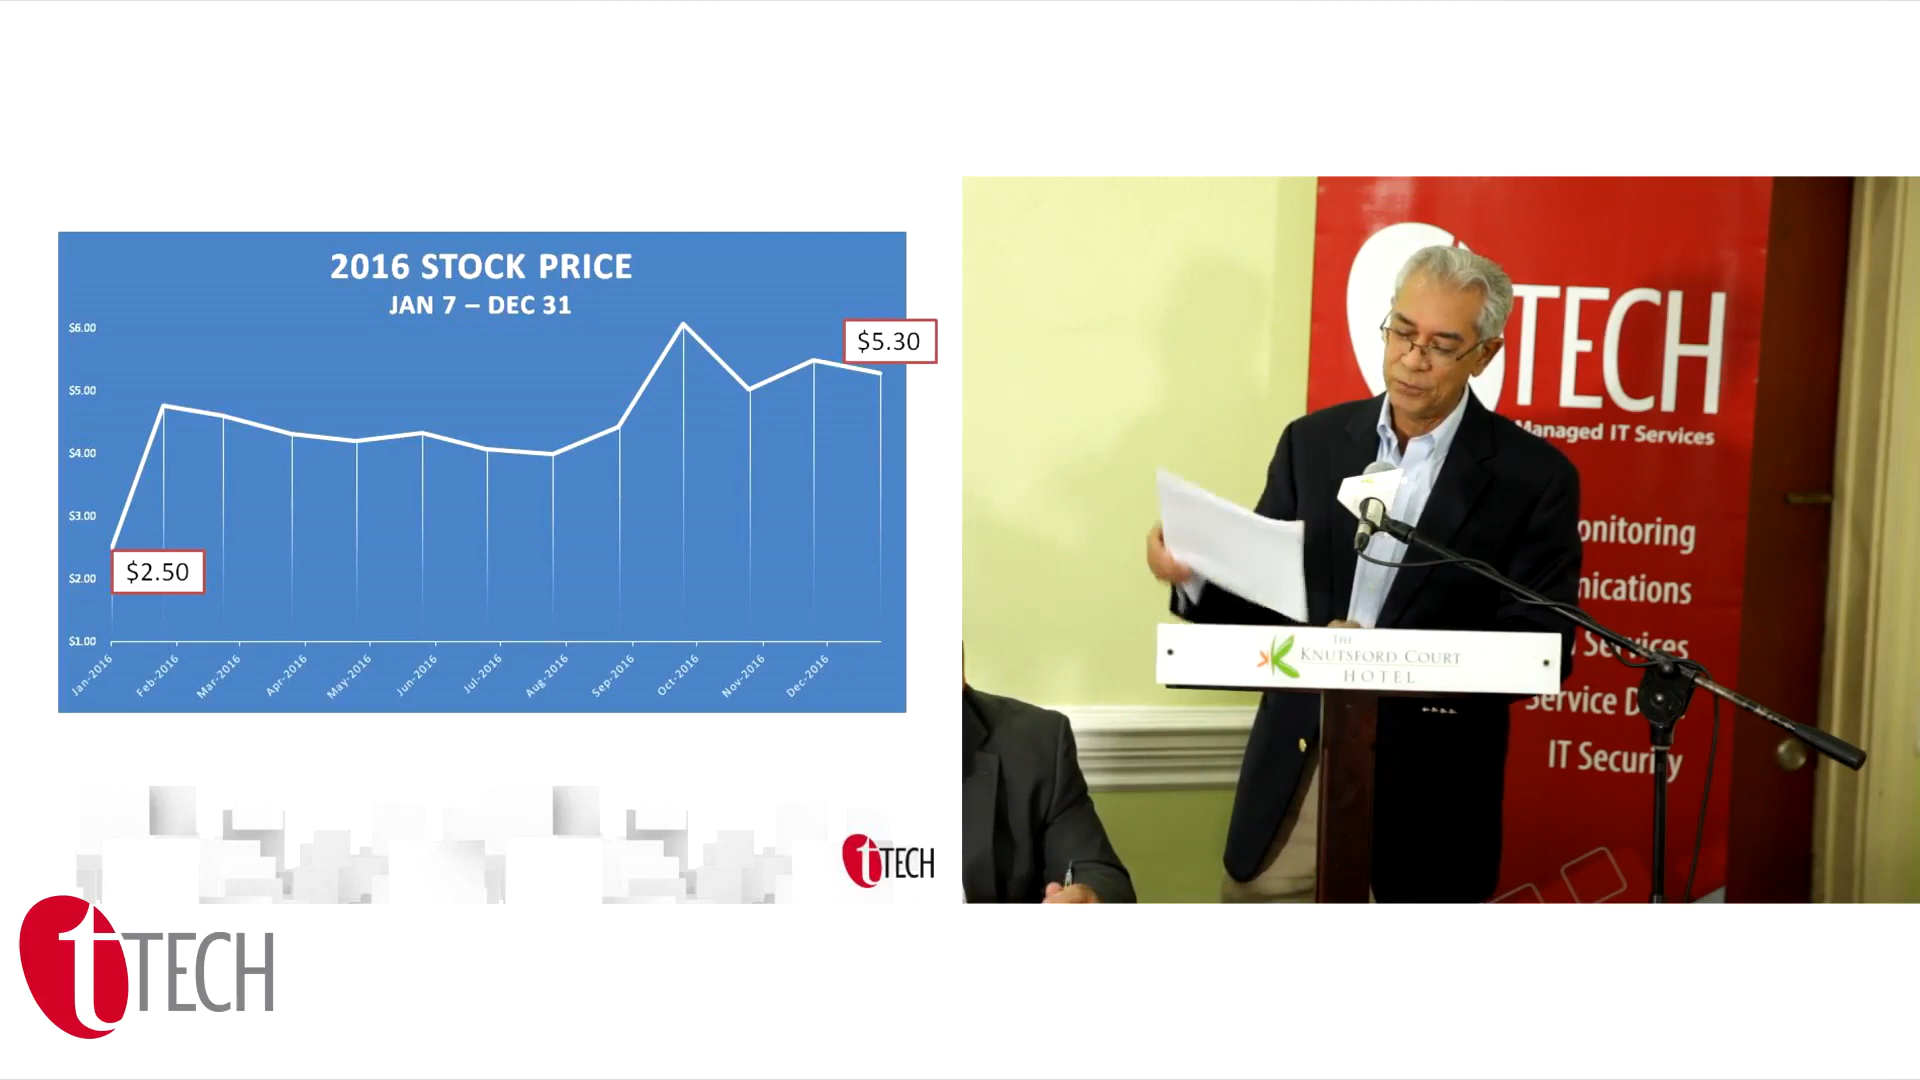 2016 STOCK PRICE
JAN 7 – DEC 31
$6.00
$5.00
$4.00
$3.00
$2.00
$1.00
$5.30
$2.50
Jan-2016
Feb-2016
Mar-2016
Apr-2016
May-2016
Jun-2016
Jul-2016
Aug-2016
Sep-2016
Oct-2016
Nov-2016
Dec-2016
tTECH
tTECH
TECH
Managed IT Services
onitoring
nications
Services
Service D
IT Security
THE
KNUTSFORD COURT
HOTEL